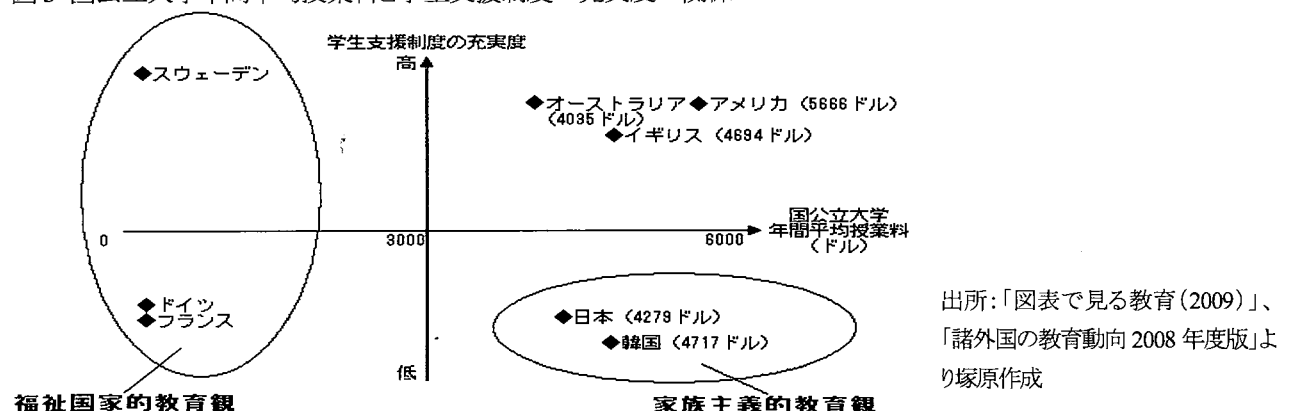 学生支援制度の充実度
高
◆スウェーデン
◆オーストラリア◆アメリカ（5666ドル）
（4035ドル）
◆イギリス（4694ドル）
0
3000
6000
国公立大学
年間平均授業料
（ドル）
◆ドイツ
◆フランス
◆日本（4279ドル）
◆韓国（4717ドル）
低
福祉国家的教育観
家族主義的教育観
出所：「図表で見る教育（2009）」、
「諸外国の教育動向2008年度版」よ
り塚原作成